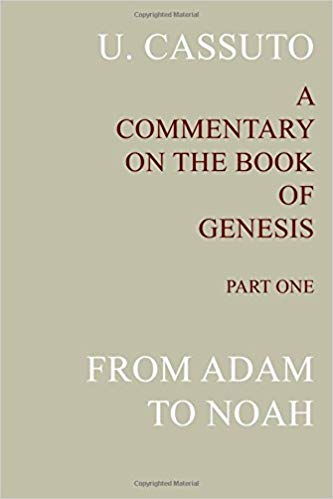 U. CASSUTO
A
COMMENTARY
ON THE BOOK
OF
GENESIS
PART ONE
FROM ADAM
TO NOAH